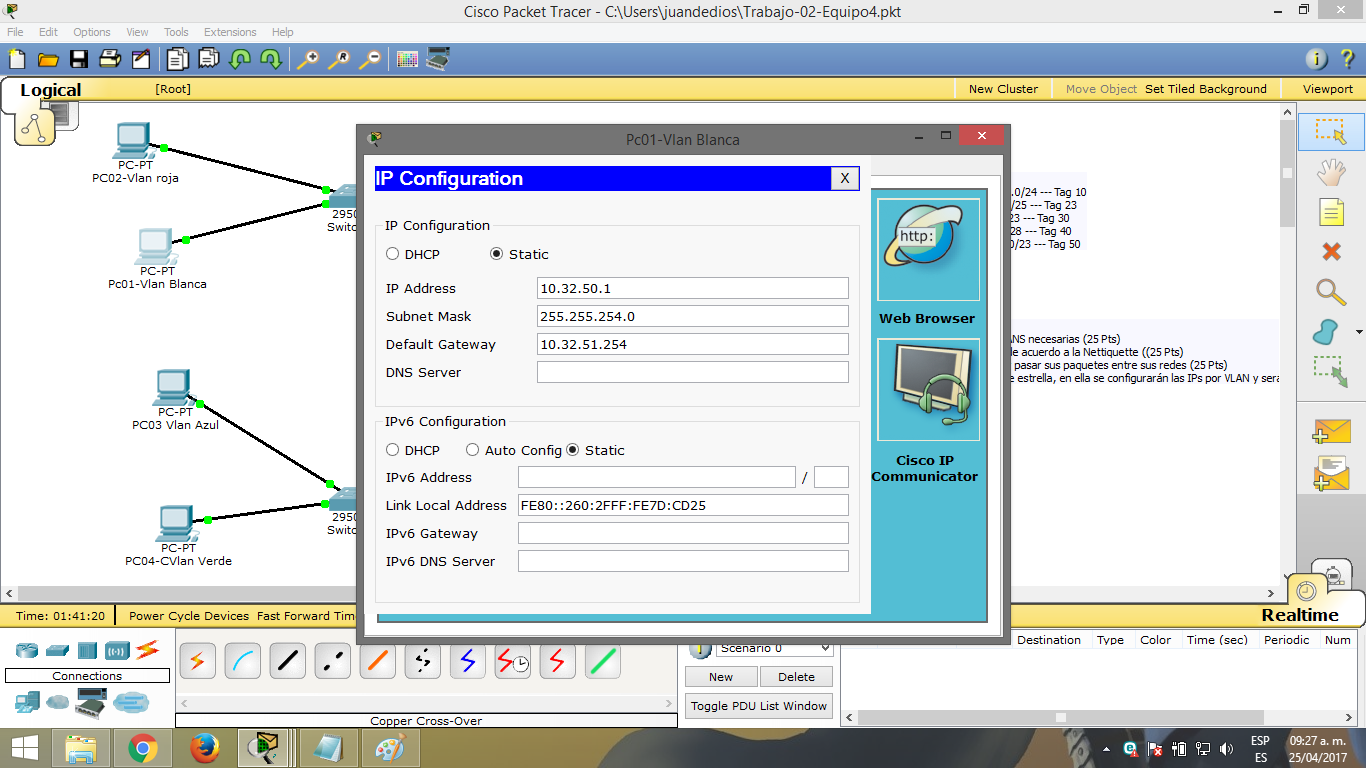 Cisco Packet Tracer - C:\Users\juandedios\Trabajo-02-Equipo4.pkt
File Edit Options View Tools Extensions Help
Logical [Root] New Cluster Move Object Set Tiled Background Viewport
PC-PT
PC02-Vlan roja
2950
Switc
PC-PT
Pc01-Vlan Blanca
PC-PT
PC03 Vlan Azul
2950
Switc
PC-PT
PC04-CVlan Verde
Pc01-Vlan Blanca
IP Configuration X
IP Configuration
DHCP Static
IP Address 10.32.50.1
Subnet Mask 255.255.254.0
Default Gateway 10.32.51.254
DNS Server
IPv6 Configuration
DHCP Auto Config Static
IPv6 Address /
Link Local Address FE80::260:2FFF:FE7D:CD25
IPv6 Gateway
IPv6 DNS Server
http:
Web Browser
Cisco IP
Communicator
.0/24 --- Tag 10
/25 --- Tag 23
23 --- Tag 30
28 --- Tag 40
0/23 --- Tag 50
ANS necesarias (25 Pts)
de acuerdo a la Nettiquette ((25 Pts)
pasar sus paquetes entre sus redes (25 Pts)
e estrella, en ella se configurarán las IPs por VLAN y sera
Time: 01:41:20 Power Cycle Devices Fast Forward Tim
Realtime
Connections
Copper Cross-Over
Scenario 0
New Delete
Toggle PDU List Window
Destination Type Color Time (sec) Periodic Num
ESP
ES
09:27 a. m.
25/04/2017